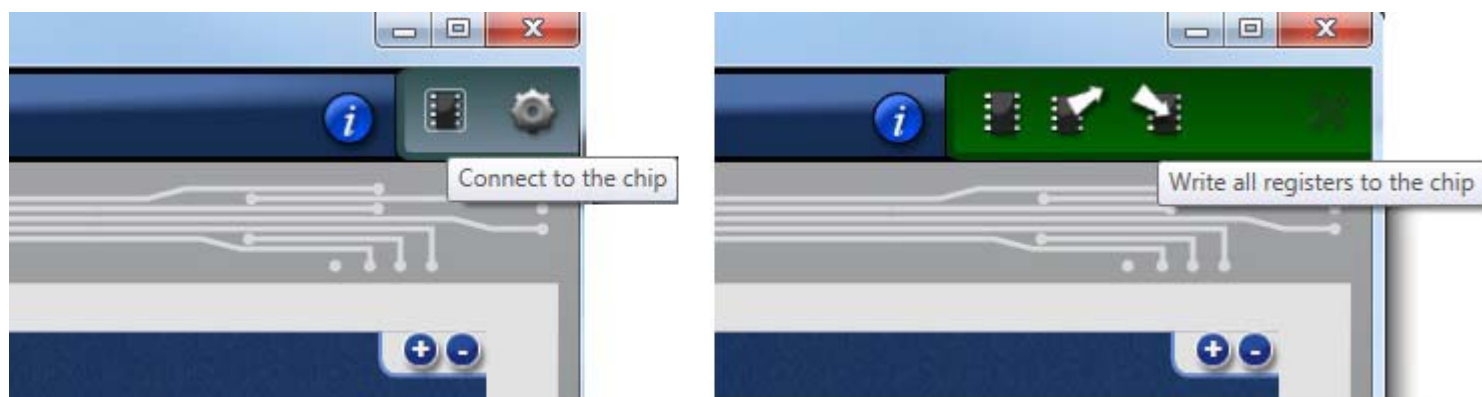 i
Connect to the chip
+ -
i
Write all registers to the chip
+ -